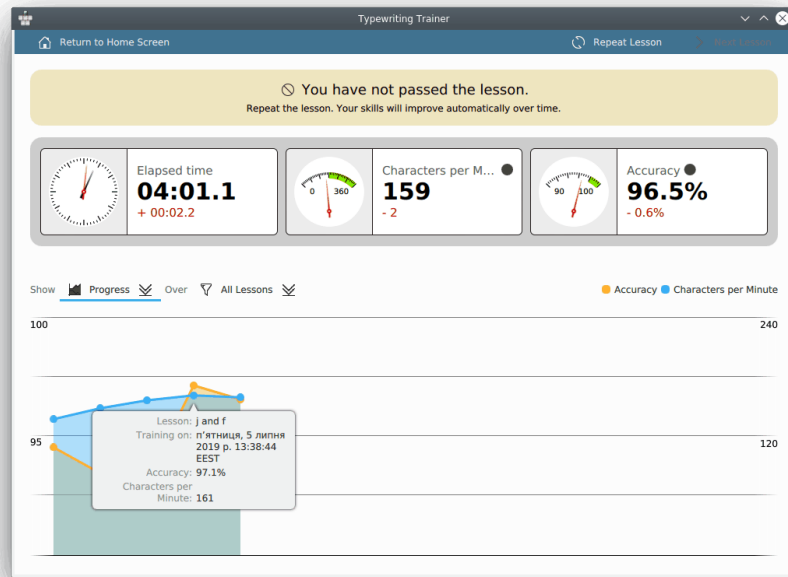 Typewriting Trainer
Return to Home Screen
Repeat Lesson
Next Lesson
You have not passed the lesson.
Repeat the lesson. Your skills will improve automatically over time.
Elapsed time
04:01.1
+ 00:02.2
0 360
Characters per M...
159
- 2
90 100
Accuracy
96.5%
- 0.6%
Show Progress Over All Lessons
Accuracy Characters per Minute
100 240
95 120
Lesson: j and f
Training on: п’ятниця, 5 липня
2019 р. 13:38:44
EEST
Accuracy: 97.1%
Characters per
Minute: 161